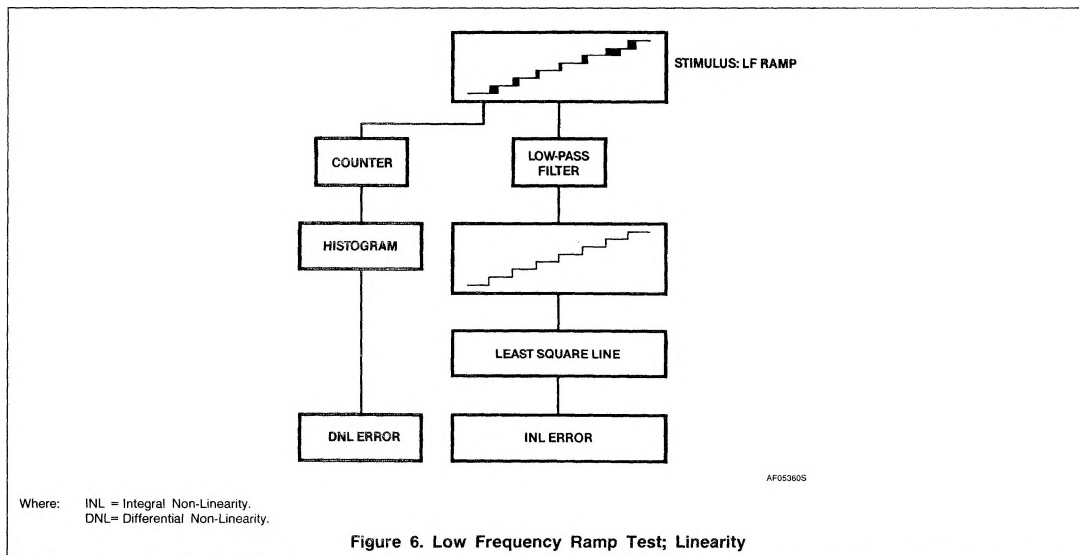 STIMULUS: LF RAMP
COUNTER
LOW-PASS
FILTER
HISTOGRAM
LEAST SQUARE LINE
DNL ERROR
INL ERROR
AF05360S
Where: INL = Integral Non-Linearity.
DNL= Differential Non-Linearity.
Figure 6. Low Frequency Ramp Test; Linearity